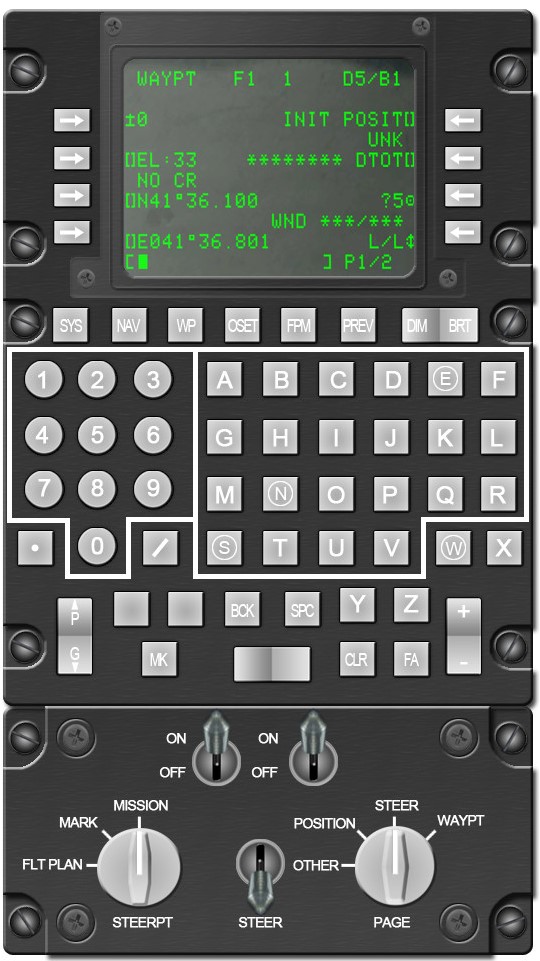 WAYPT F1 1 D5/B1
±0 INIT POSIT[]
UNK
[]EL:33 ******** DTOT[]
NO CR
[]N41°36.100 ?5©
WND ***/***
[]E041°36.801 L/L¢
[ ] P1/2
SYS NAV WP OSET FPM PREV DIM BRT
1 2 3 A B C D E F
4 5 6 G H I J K L
7 8 9 M N O P Q R
• 0 / S T U V W X
P BCK SPC Y Z +
G MK CLR FA -
ON ON
OFF OFF
MISSION STEER
MARK POSITION WAYPT
FLT PLAN OTHER
STEERPT STEER PAGE